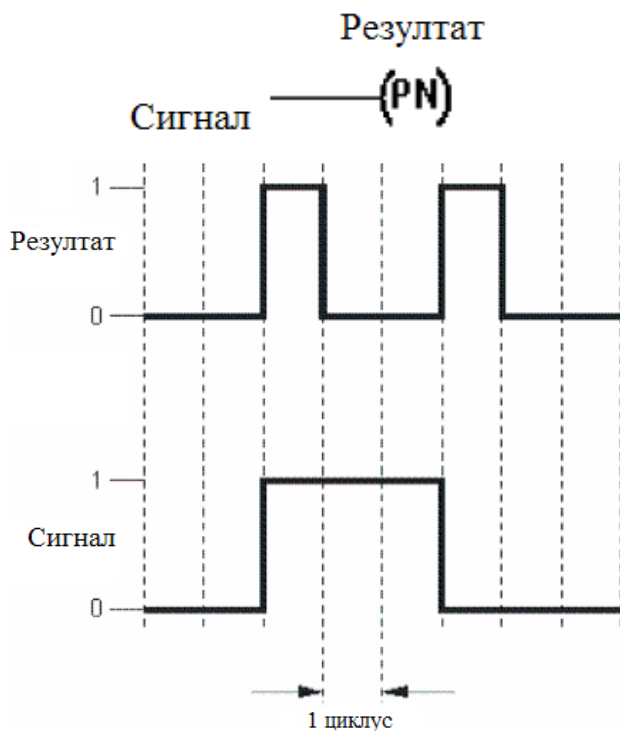 Резултат
(PN)
Сигнал
1
Резултат
0
1
Сигнал
0
1 циклус